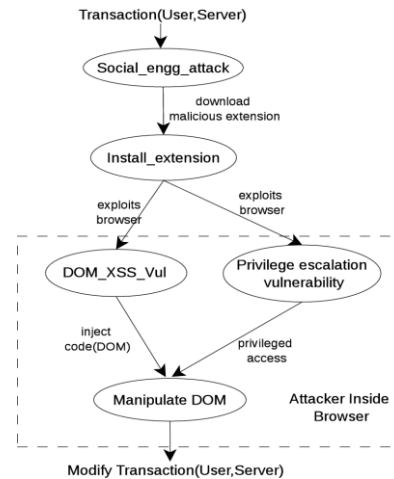 Transaction(User,Server)
Social_engg_attack
download
malicious extension
Install_extension
exploits
browser
exploits
browser
DOM_XSS_Vul
Privilege escalation
vulnerability
inject
code(DOM)
privileged
access
Manipulate DOM
Attacker Inside
Browser
Modify Transaction(User,Server)